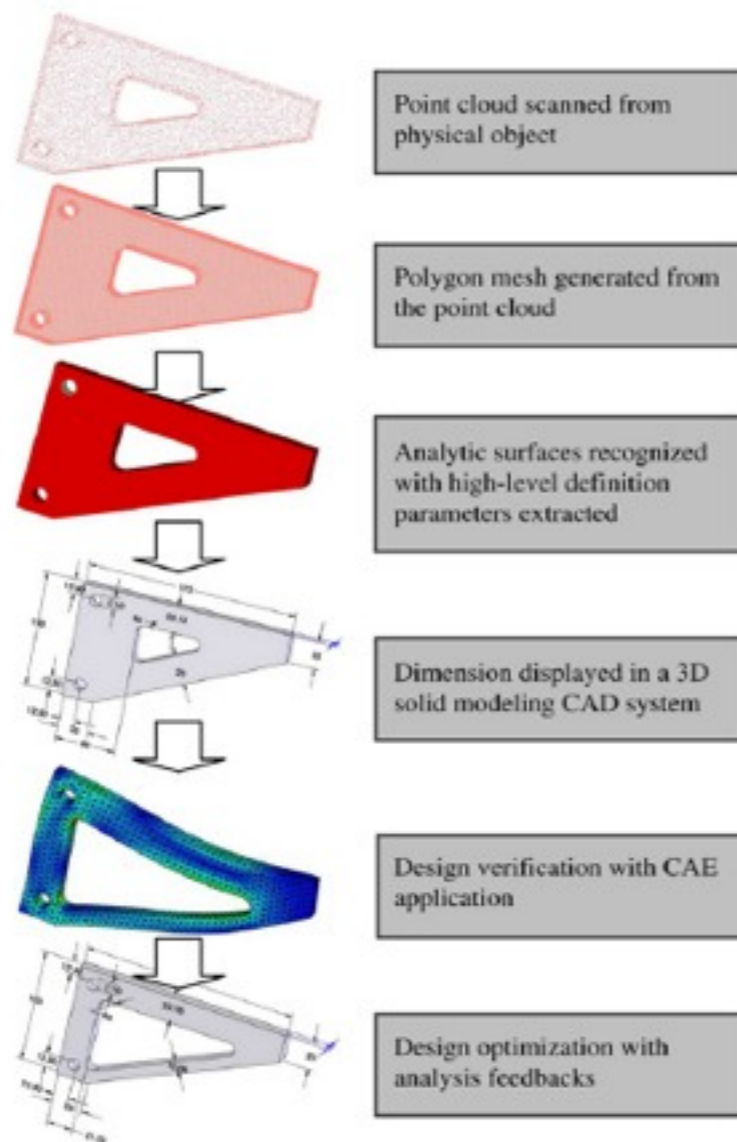 Point cloud scanned from
physical object
Polygon mesh generated from
the point cloud
Analytic surfaces recognized
with high-level definition
parameters extracted
Dimension displayed in a 3D
solid modeling CAD system
Design verification with CAE
application
Design optimization with
analysis feedbacks